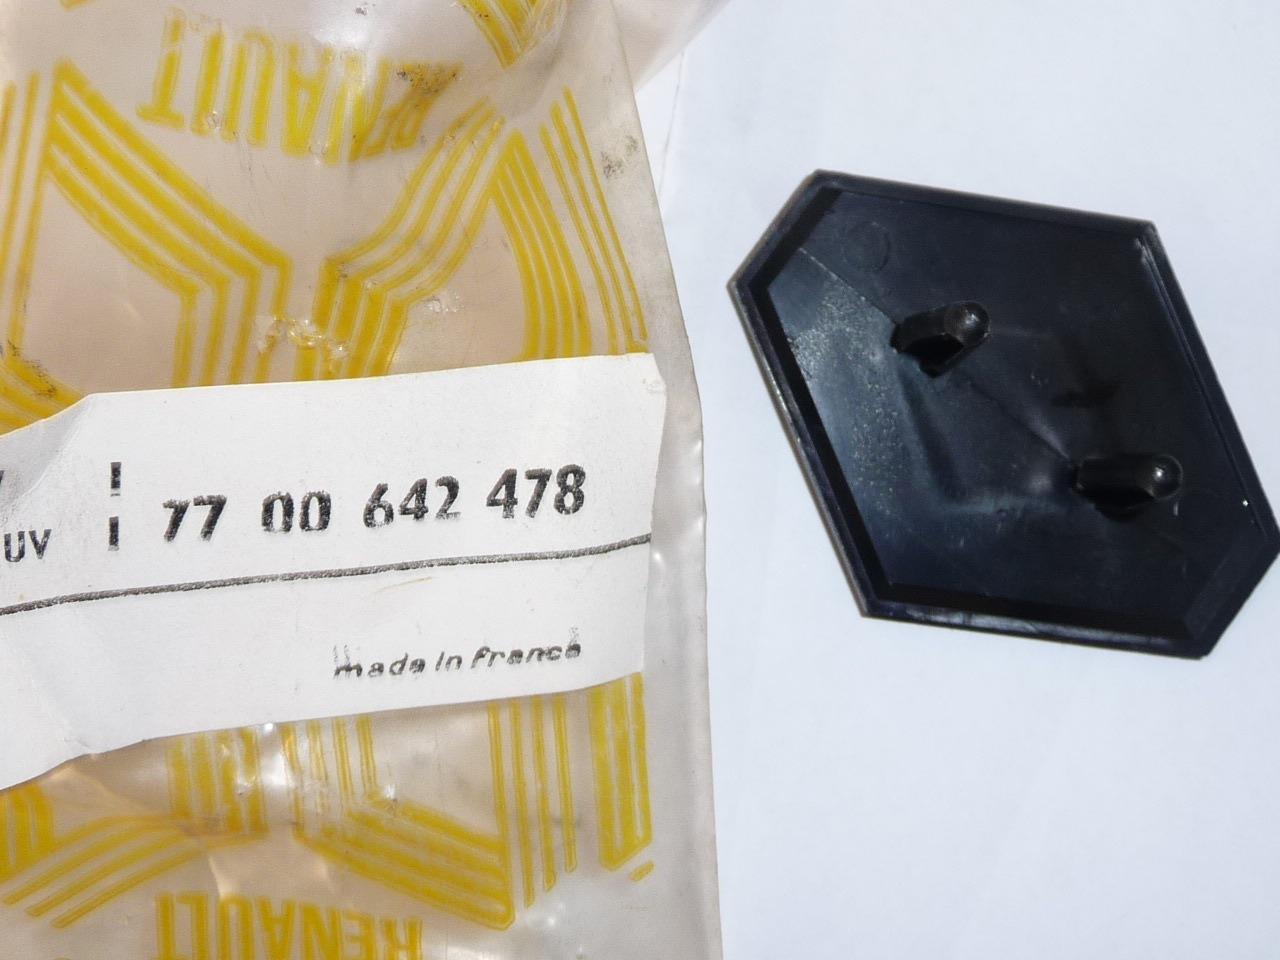 RENAULT
UV 77 00 642 478
made in france
RENAULT